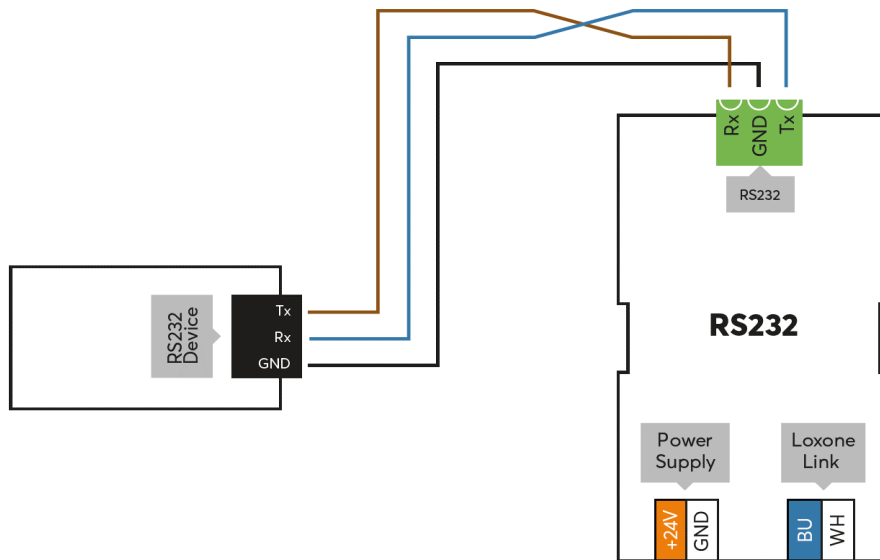 Rx
GND
Tx
RS232
RS232
Device
Tx
Rx
GND
RS232
Power
Supply
Loxone
Link
+24V
GND
BU
WH